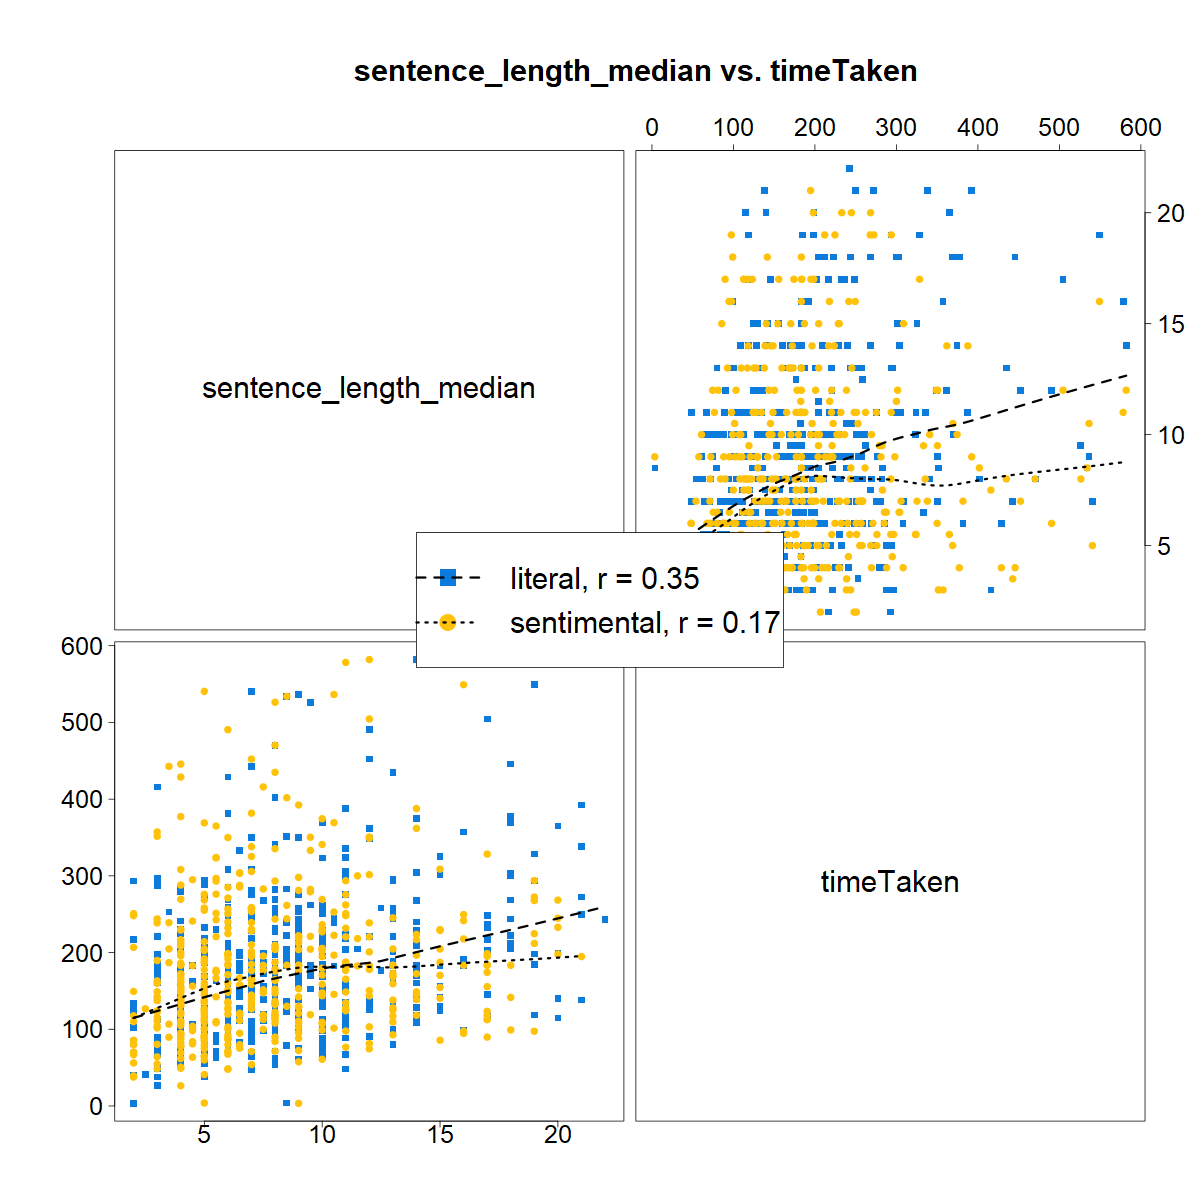 sentence_length_median vs. timeTaken
0 100 200 300 400 500 600
20
15
sentence_length_median
10
5
literal, r = 0.35
sentimental, r = 0.17
600
500
400
300
timeTaken
200
100
0
5 10 15 20